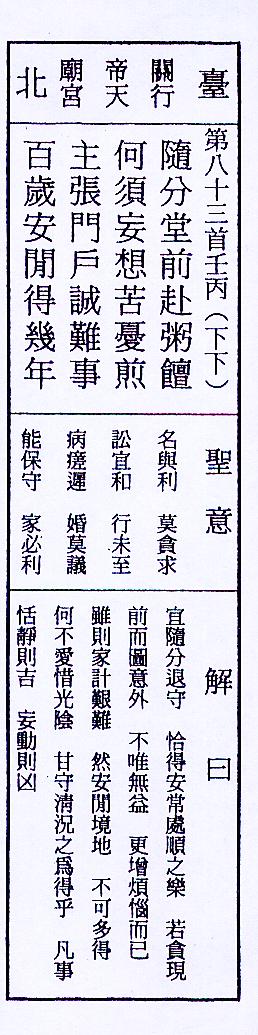 臺北
行天宮
關帝廟
第八十三首壬丙（下下）
隨分堂前赴粥饘
何須妄想苦憂煎
主張門戶誠難事
百歲安閒得幾年
聖意
名與利　莫貪求
訟宜和　行未至
病瘥遲　婚莫議
能保守　家必利
解曰
宜隨分退守　恰得安常處順之樂　若貪現
前而圖意外　不唯無益　更增煩惱而已
雖則家計艱難　然安閒境地　不可多得
何不愛惜光陰　甘守淸況之爲得乎　凡事
恬靜則吉　妄動則凶